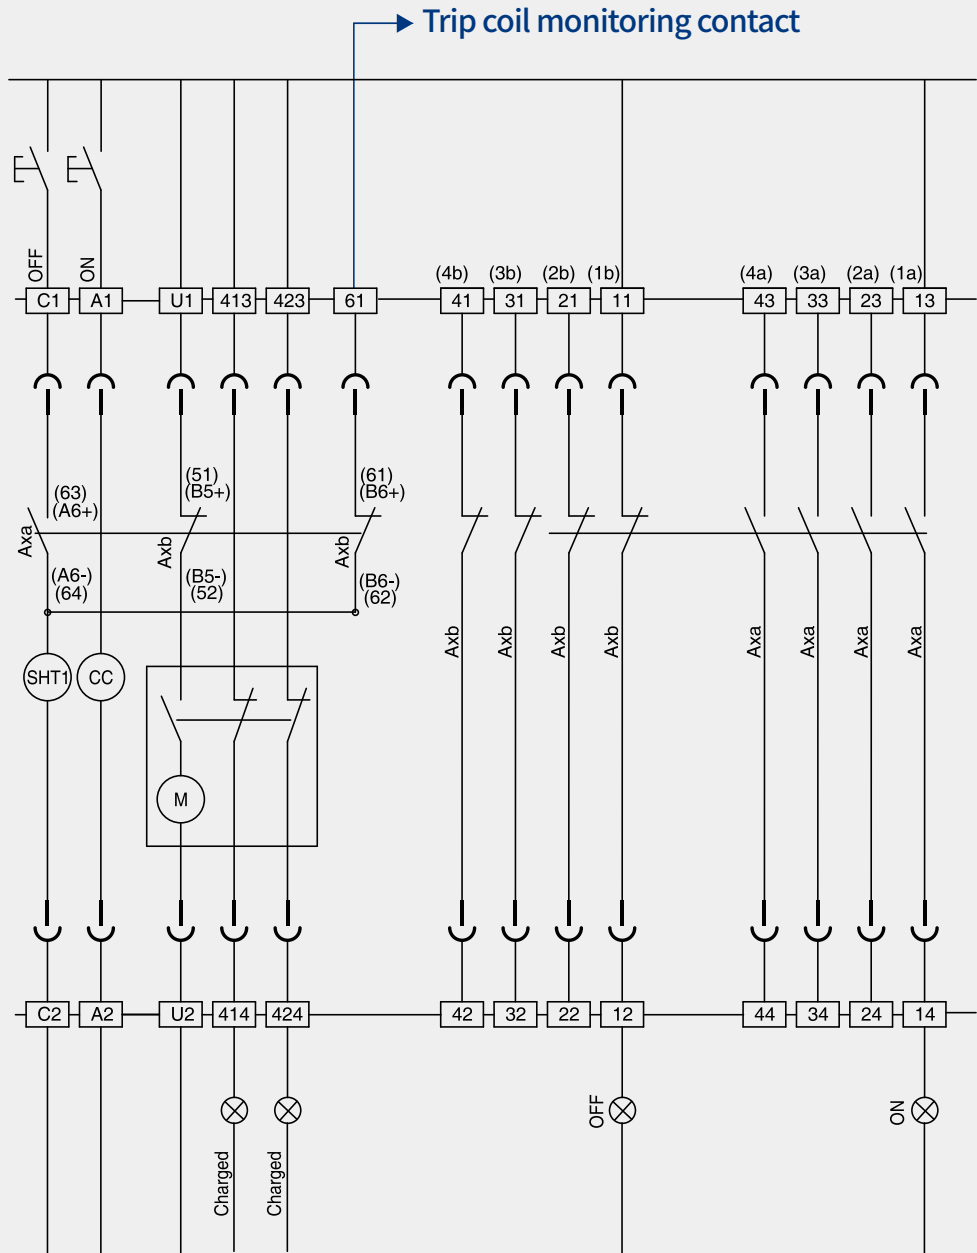 Trip coil monitoring contact
OFF
ON
(4b)
(3b)
(2b)
(1b)
(4a)
(3a)
(2a)
(1a)
C1
A1
U1
413
423
61
41
31
21
11
43
33
23
13
(63)
(A6+)
(51)
(B5+)
(61)
(B6+)
Axa
Axb
Axb
(A6-)
(64)
(B5-)
(52)
(B6-)
(62)
Axb
Axb
Axb
Axb
Axa
Axa
Axa
Axa
SHT1
CC
M
C2
A2
U2
414
424
42
32
22
12
44
34
24
14
OFF
ON
Charged
Charged